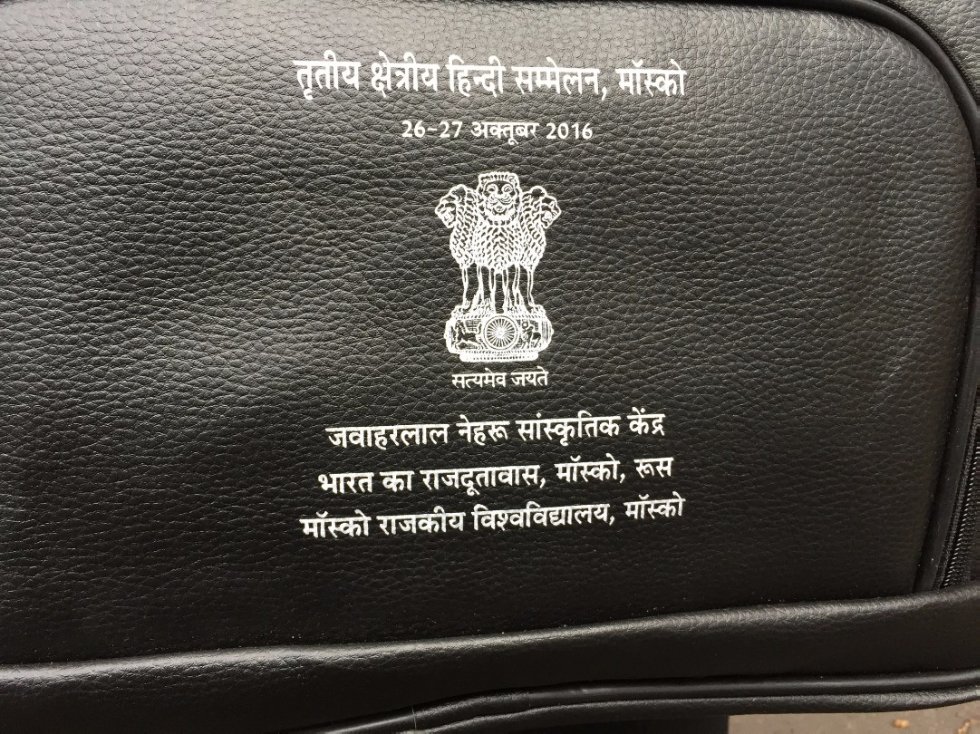 तृतीय क्षेत्रीय हिन्दी सम्मेलन, मॉस्को
26-27 अक्तूबर 2016
सत्यमेव जयते
जवाहरलाल नेहरू सांस्कृतिक केंद्र
भारत का राजदूतावास, मॉस्को, रूस
मॉस्को राजकीय विश्वविद्यालय, मॉस्को